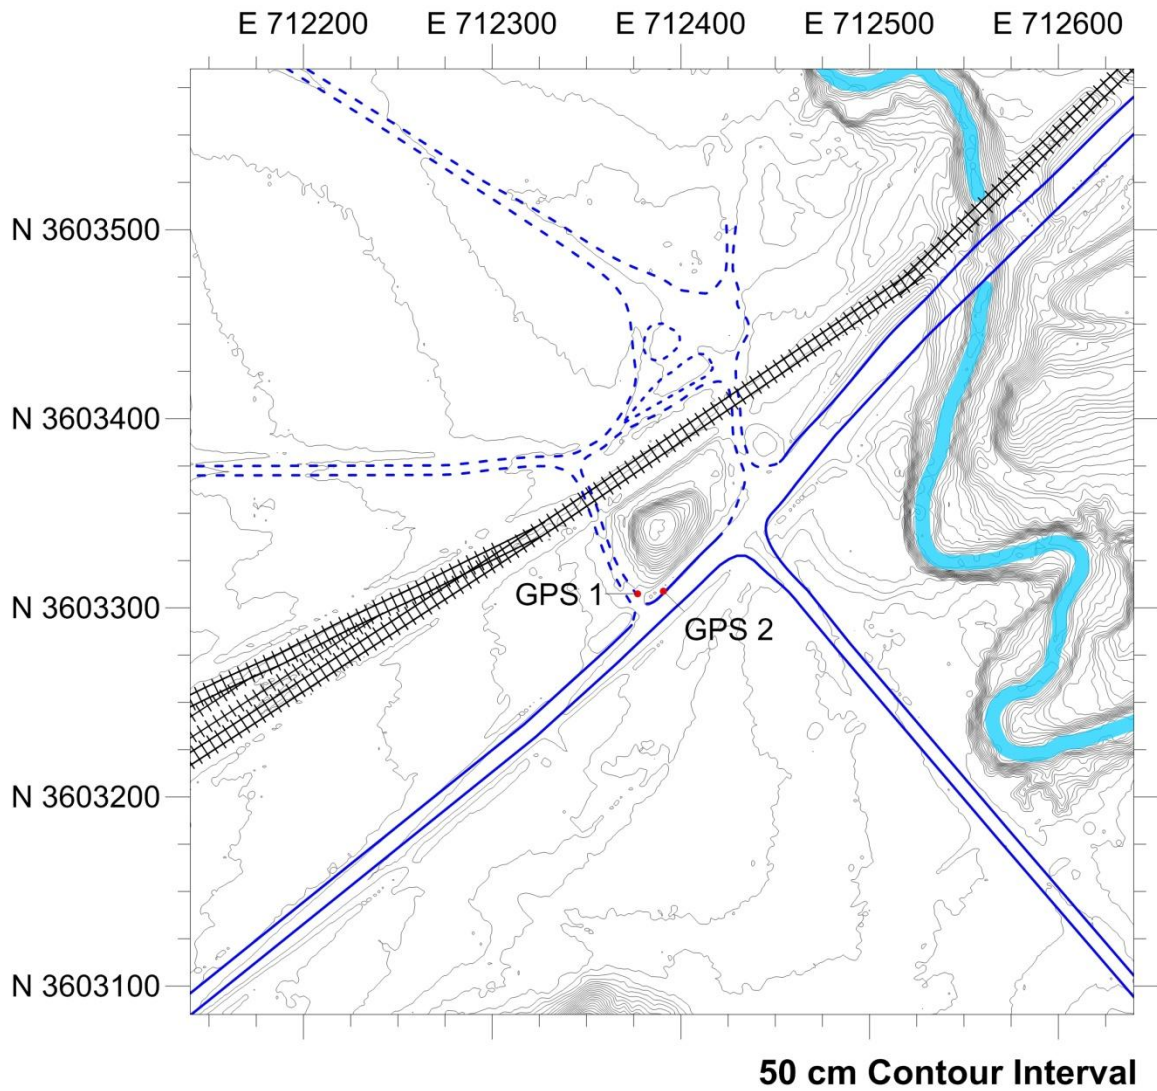 E 712200 E 712300 E 712400 E 712500 E 712600
N 3603500
N 3603400
N 3603300
GPS 1
GPS 2
N 3603200
N 3603100
50 cm Contour Interval